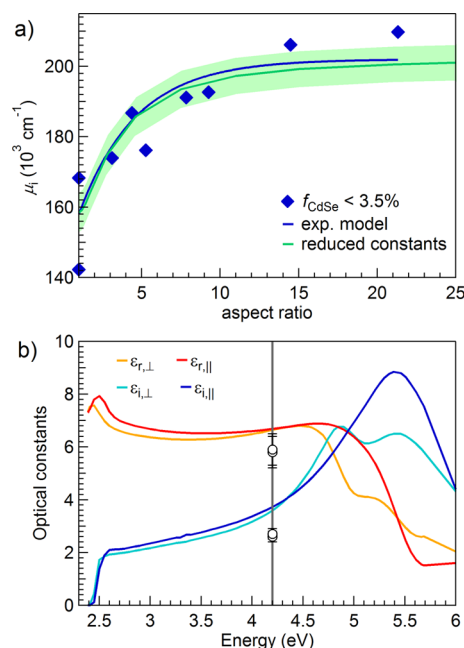 a)
220
200
180
160
140
μi (10³ cm⁻¹)
fCdSe < 3.5%
exp. model
reduced constants
5 10 15 20 25
aspect ratio
b)
10
8
6
4
2
0
Optical constants
εr,⊥ εr,||
εi,⊥ εi,||
2.5 3 3.5 4 4.5 5 5.5 6
Energy (eV)